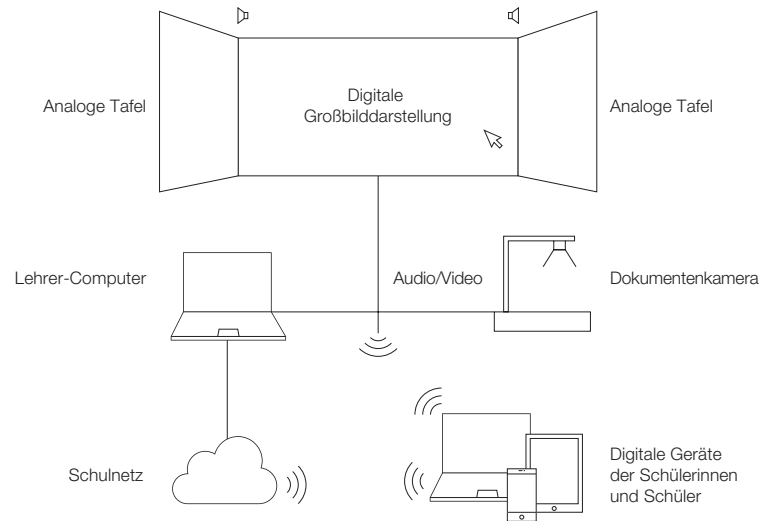 Analoge Tafel
Digitale
Großbilddarstellung
Analoge Tafel
Lehrer-Computer
Audio/Video
Dokumentenkamera
Schulnetz
Digitale Geräte
der Schülerinnen
und Schüler